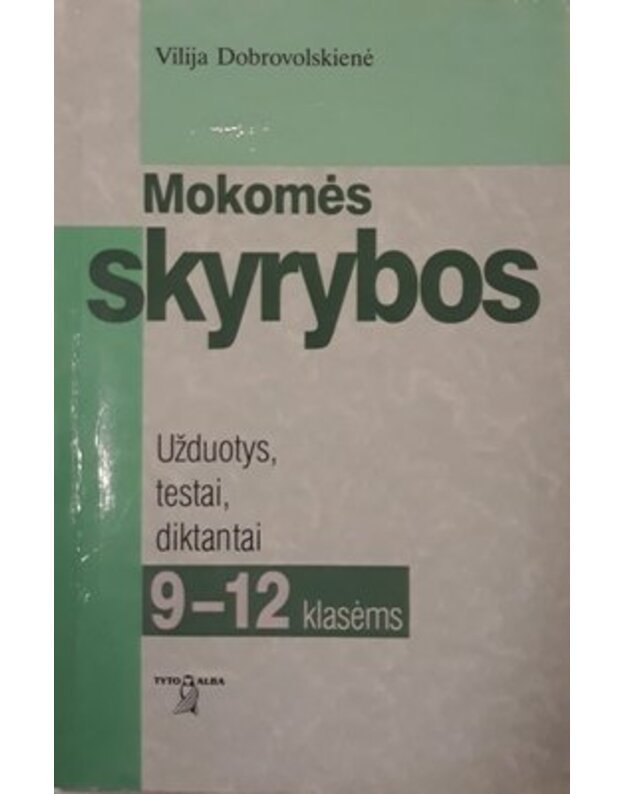 Vilija Dobrovolskienė
Mokomės
skyrybos
Užduotys,
testai,
diktantai
9–12 klasėms
TYTO ALBA